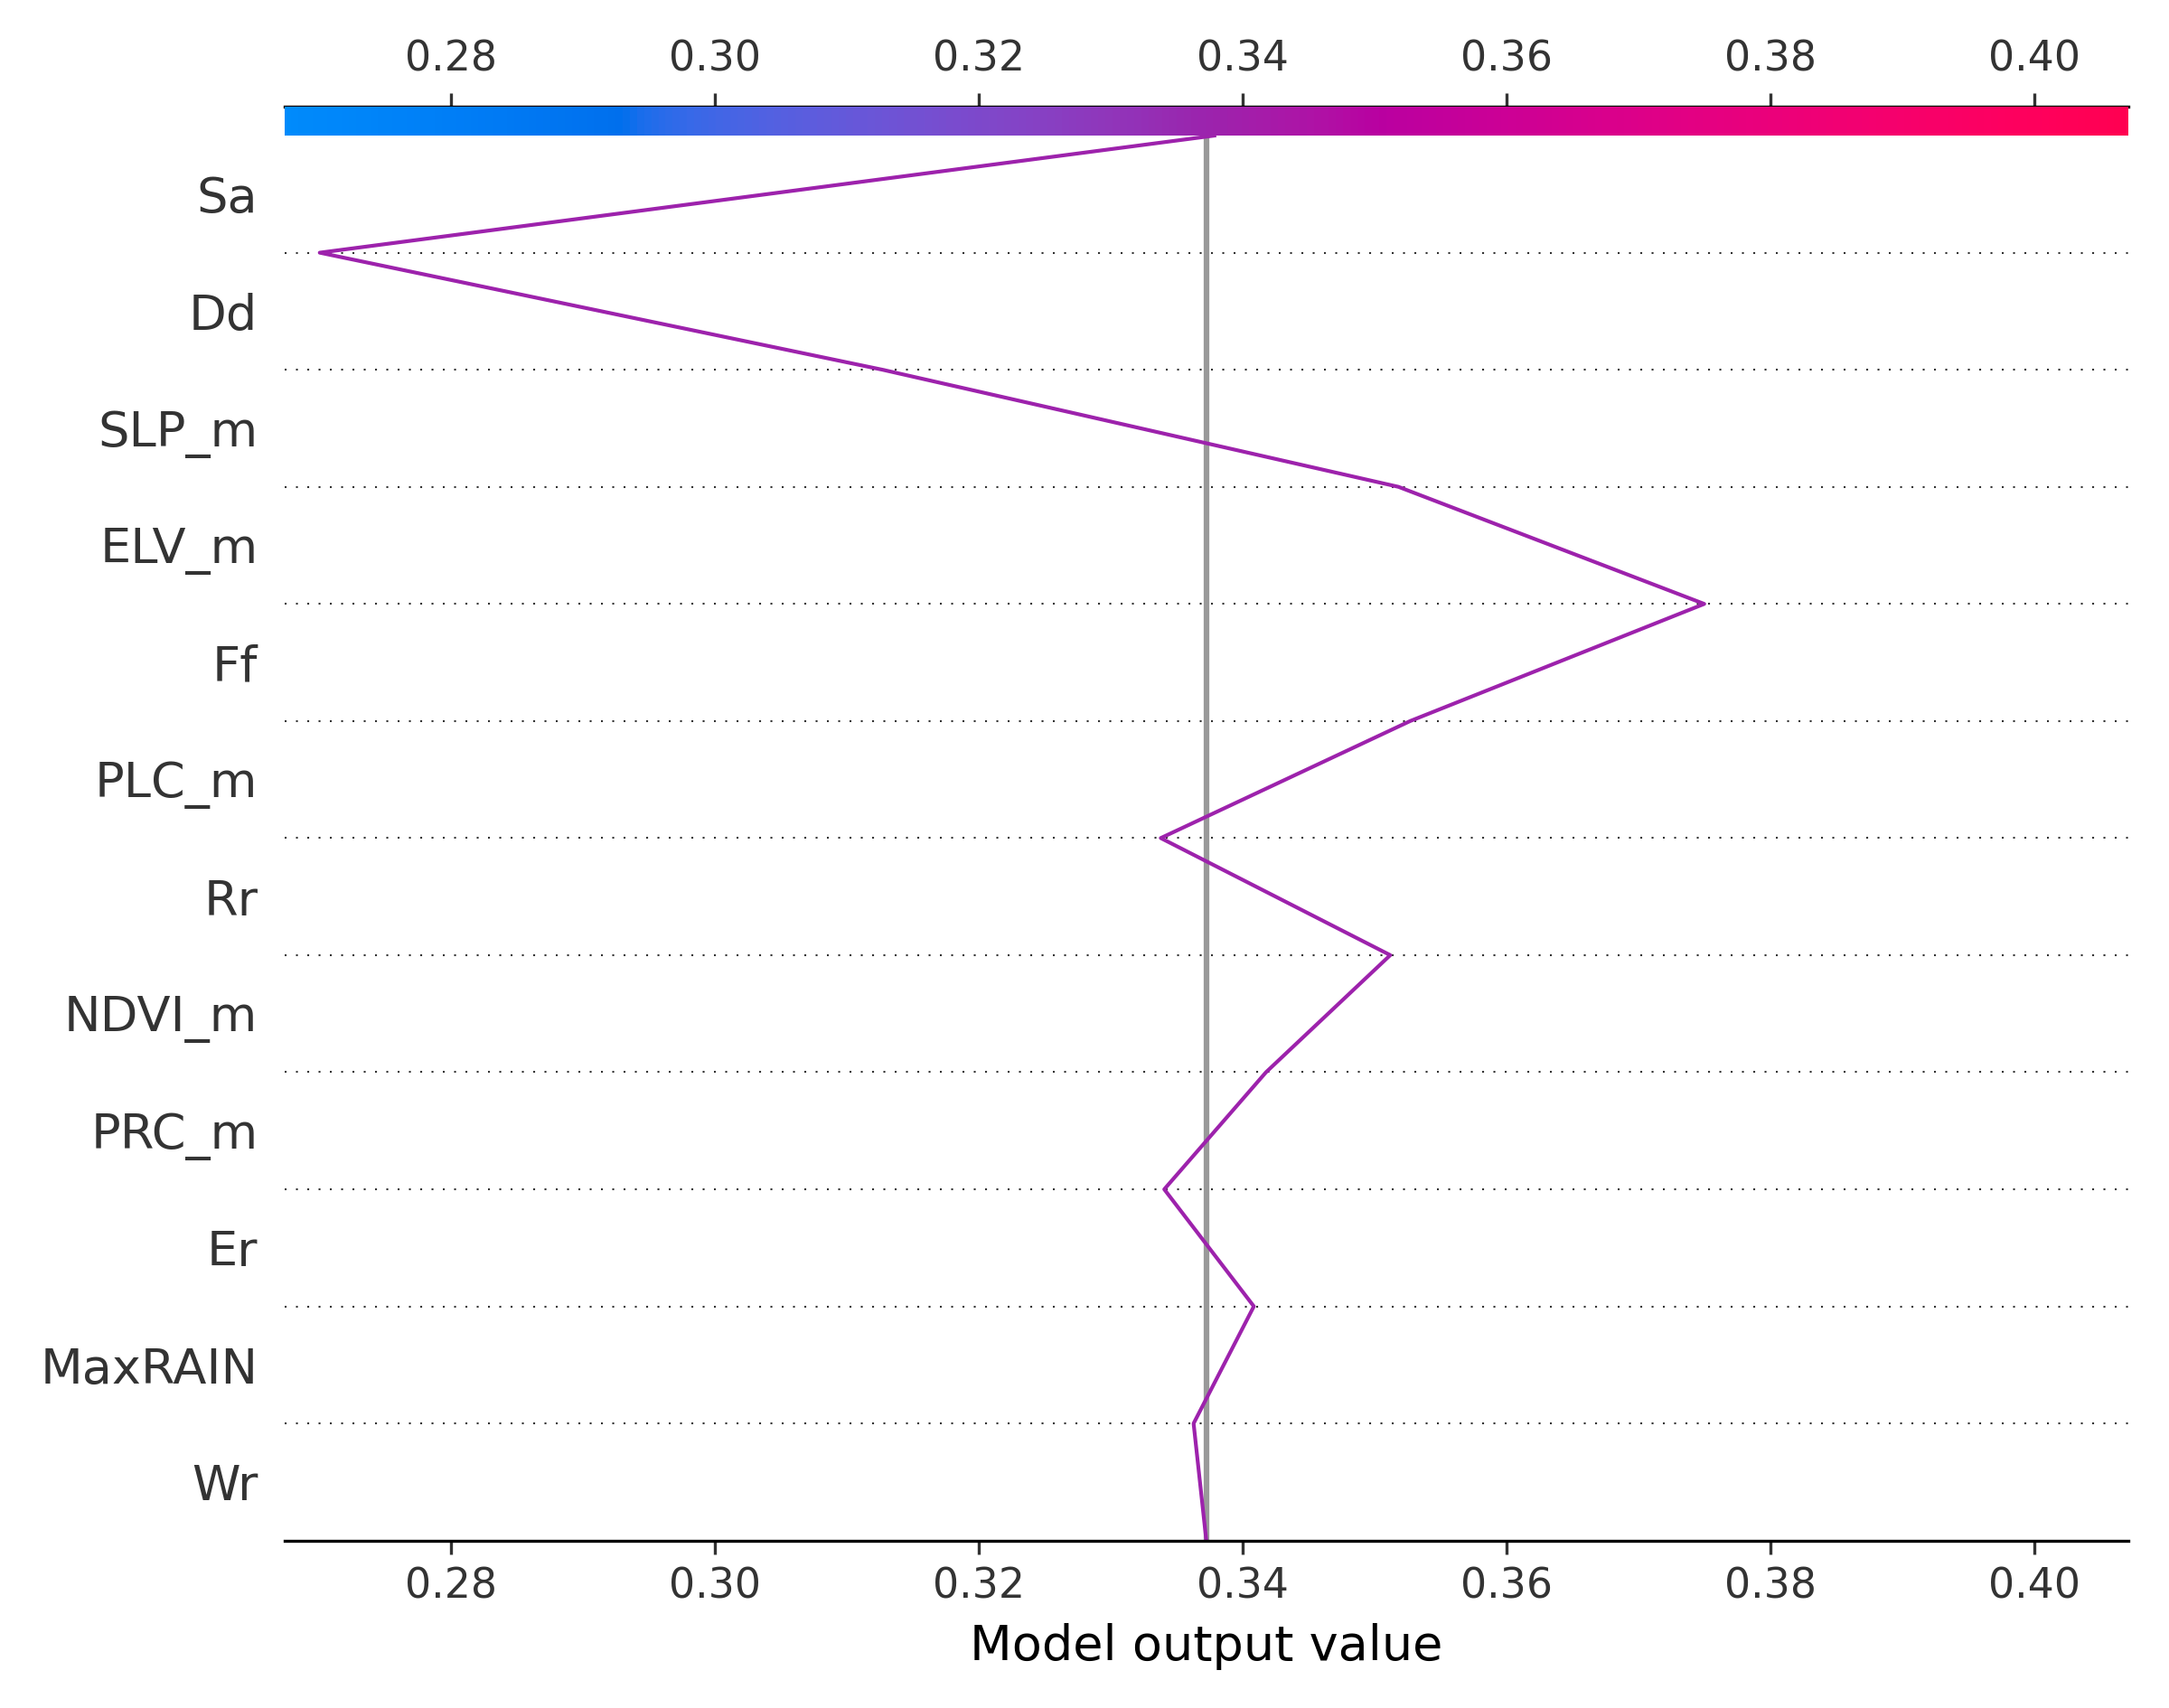 0.28 0.30 0.32 0.34 0.36 0.38 0.40
Sa
Dd
SLP_m
ELV_m
Ff
PLC_m
Rr
NDVI_m
PRC_m
Er
MaxRAIN
Wr
0.28 0.30 0.32 0.34 0.36 0.38 0.40
Model output value